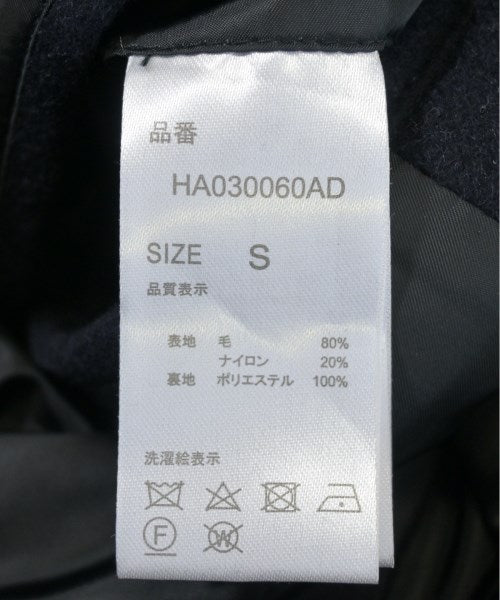 品番
HA030060AD
SIZE S
品質表示
表地 毛 80%
ナイロン 20%
裏地 ポリエステル 100%
洗濯絵表示
F W